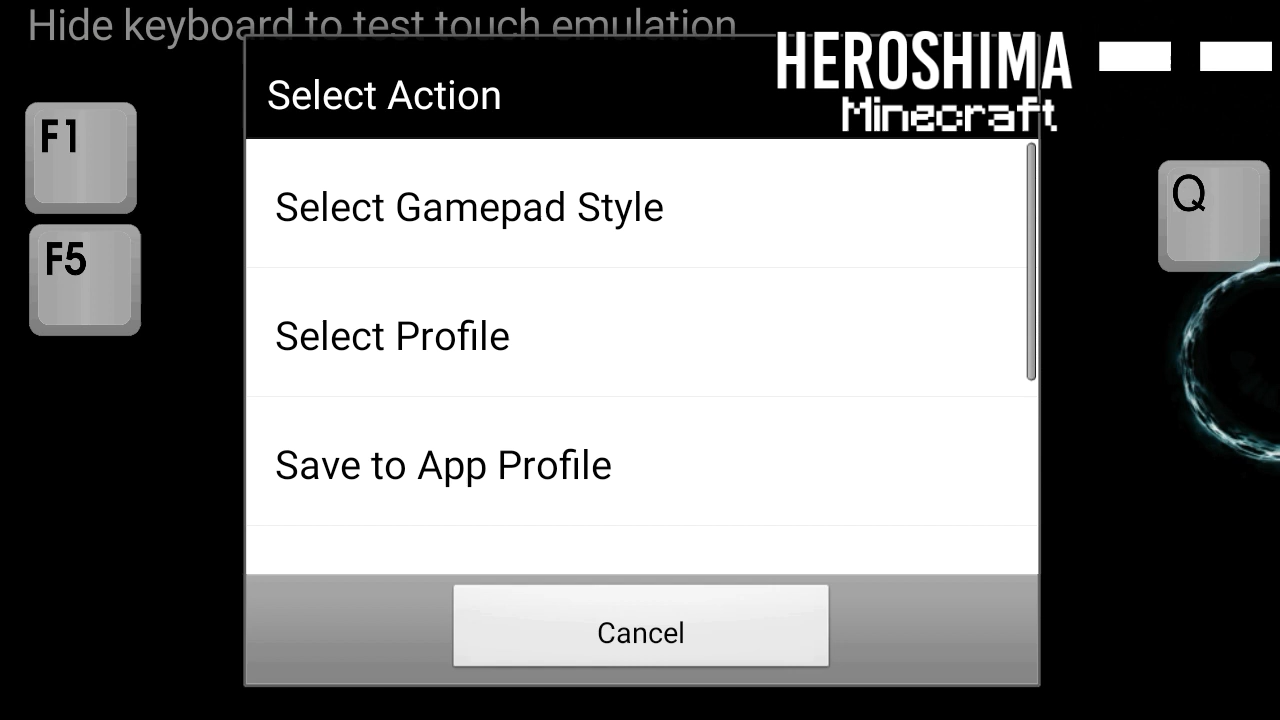 Hide keyboard to test touch emulation
HEROSHIMA
Minecraft
Select Action
F1
Select Gamepad Style
Q
F5
Select Profile
Save to App Profile
Cancel